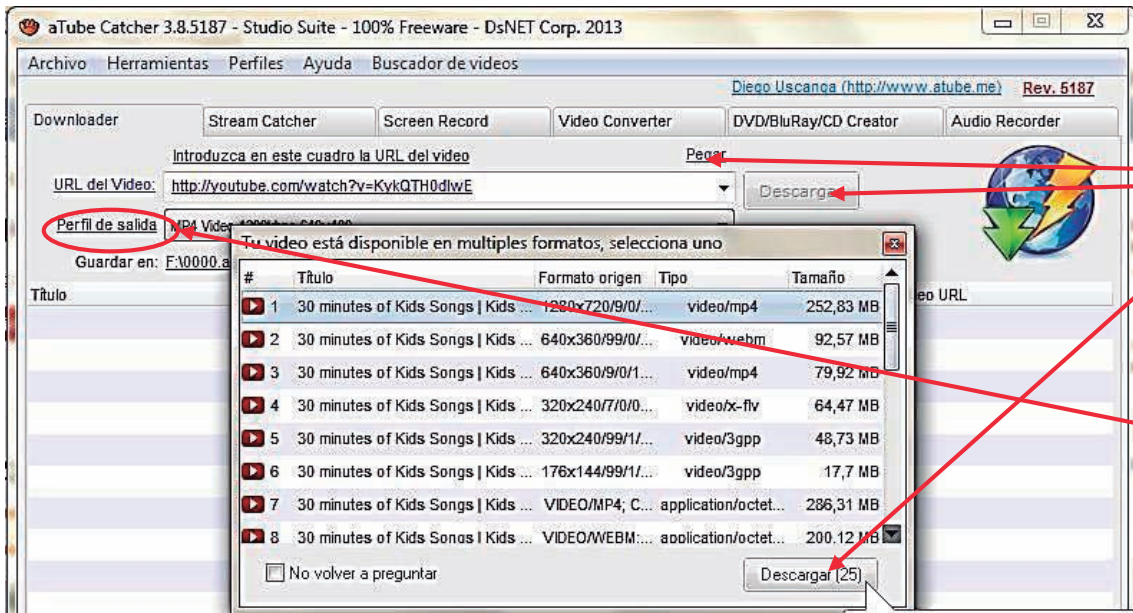 aTube Catcher 3.8.5187 - Studio Suite - 100% Freeware - DsNET Corp. 2013
Archivo Herramientas Perfiles Ayuda Buscador de videos
Diego Uscanga (http://www.atube.me) Rev. 5187
Downloader Stream Catcher Screen Record Video Converter DVD/BluRay/CD Creator Audio Recorder
Introduzca en este cuadro la URL del video Pegar
URL del Video: http://youtube.com/watch?v=KykQTH0dlwE Descargar
Perfil de salida MP4 Video
Guardar en: F:\0000.a
Tu video está disponible en multiples formatos, selecciona uno
Título URL
# Título Formato origen Tipo Tamaño
1 30 minutes of Kids Songs | Kids ... 1280x720/9/0/... video/mp4 252,83 MB
2 30 minutes of Kids Songs | Kids ... 640x360/99/0/... video/webm 92,57 MB
3 30 minutes of Kids Songs | Kids ... 640x360/9/0/1... video/mp4 79,92 MB
4 30 minutes of Kids Songs | Kids ... 320x240/7/0/0... video/x-flv 64,47 MB
5 30 minutes of Kids Songs | Kids ... 320x240/99/1/... video/3gpp 48,73 MB
6 30 minutes of Kids Songs | Kids ... 176x144/99/1/... video/3gpp 17,7 MB
7 30 minutes of Kids Songs | Kids ... VIDEO/MP4; C... application/octet... 286,31 MB
8 30 minutes of Kids Songs | Kids ... VIDEO/WEBM;... application/octet... 200,12 MB
No volver a preguntar Descargar (25)